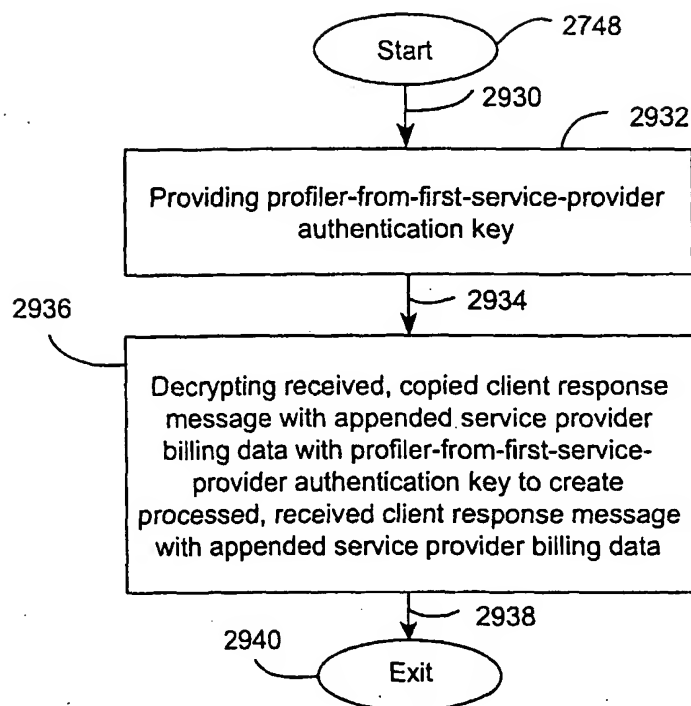 Start
2748
2930
2932
Providing profiler-from-first-service-provider
authentication key
2934
2936
Decrypting received, copied client response
message with appended service provider
billing data with profiler-from-first-service-
provider authentication key to create
processed, received client response message
with appended service provider billing data
2938
2940
Exit